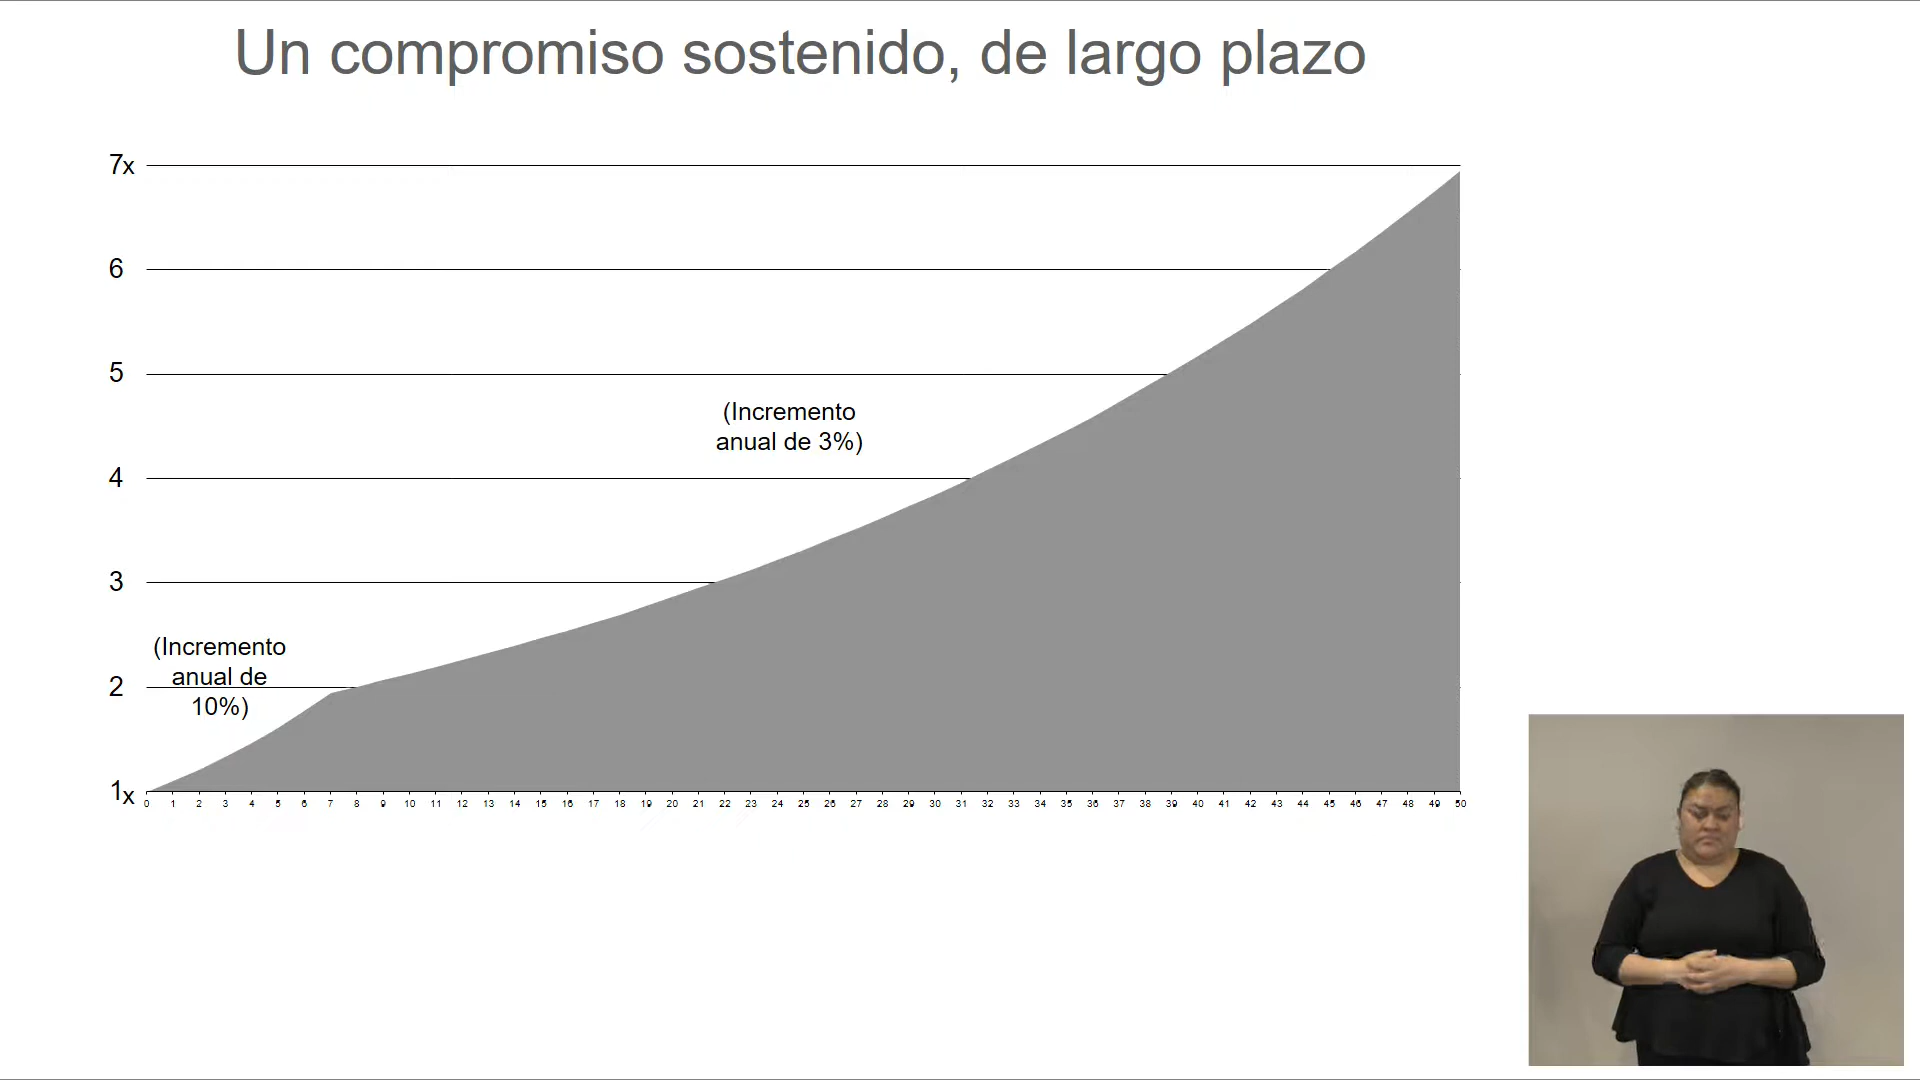 Un compromiso sostenido, de largo plazo
7x
6
5
(Incremento
anual de 3%)
4
3
(Incremento
anual de
2
10%)
1x
0 1 2 3 4 5 6 7 8 9 10 11 12 13 14 15 16 17 18 19 20 21 22 23 24 25 26 27 28 29 30 31 32 33 34 35 36 37 38 39 40 41 42 43 44 45 46 47 48 49 50